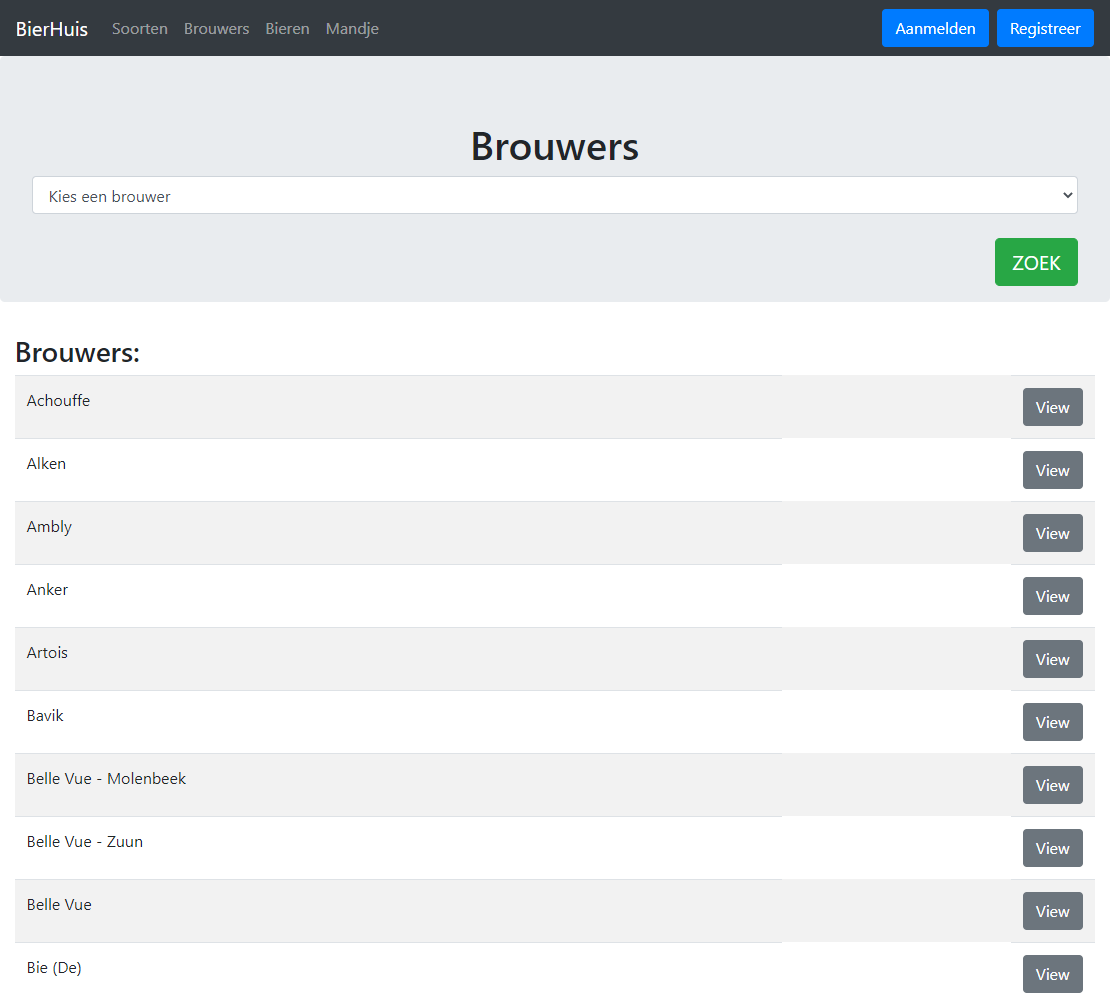 BierHuis Soorten Brouwers Bieren Mandje Aanmelden Registreer
Brouwers
Kies een brouwer
ZOEK
Brouwers:
Achouffe View
Alken View
Ambly View
Anker View
Artois View
Bavik View
Belle Vue - Molenbeek View
Belle Vue - Zuun View
Belle Vue View
Bie (De) View